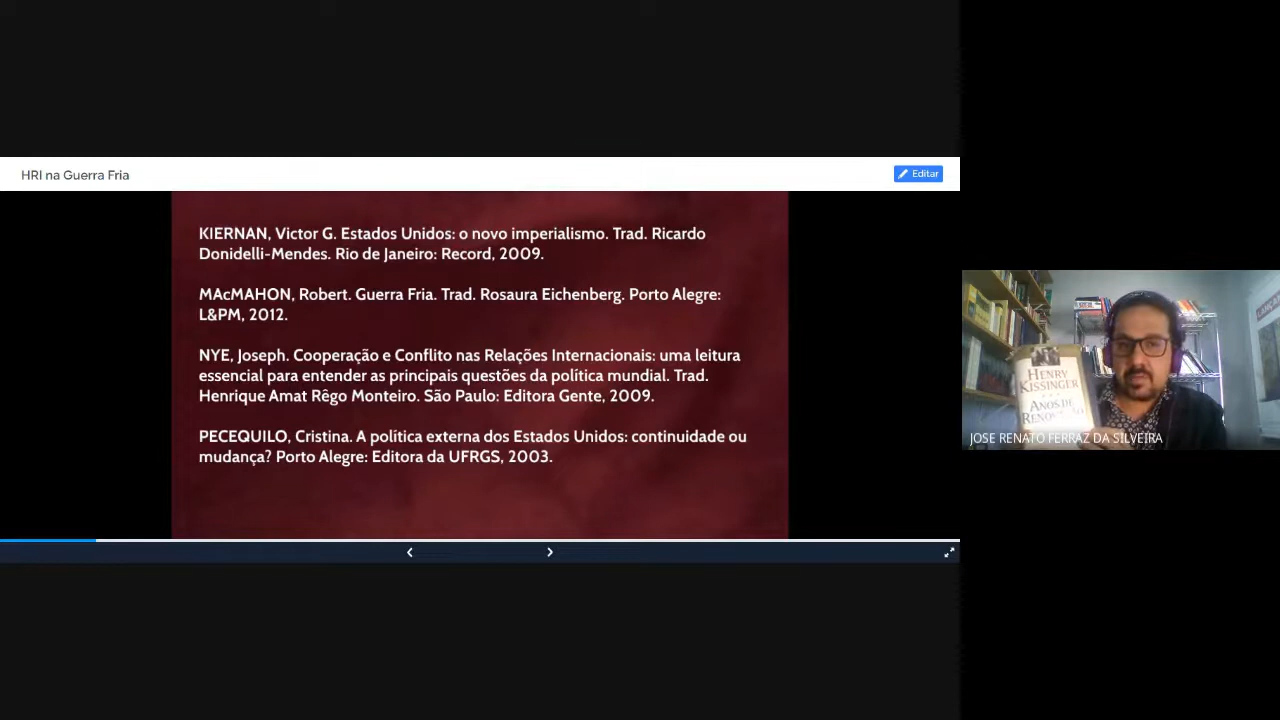 HRI na Guerra Fria
Editar
KIERNAN, Victor G. Estados Unidos: o novo imperialismo. Trad. Ricardo
Donidelli-Mendes. Rio de Janeiro: Record, 2009.
MAcMAHON, Robert. Guerra Fria. Trad. Rosaura Eichenberg. Porto Alegre:
L&PM, 2012.
NYE, Joseph. Cooperação e Conflito nas Relações Internacionais: uma leitura
essencial para entender as principais questões da política mundial. Trad.
Henrique Amat Rêgo Monteiro. São Paulo: Editora Gente, 2009.
PECEQUILO, Cristina. A política externa dos Estados Unidos: continuidade ou
mudança? Porto Alegre: Editora da UFRGS, 2003.
HENRY
KISSINGER
ANOS DE
JOSE RENATO FERRAZ DA SILVEIRA